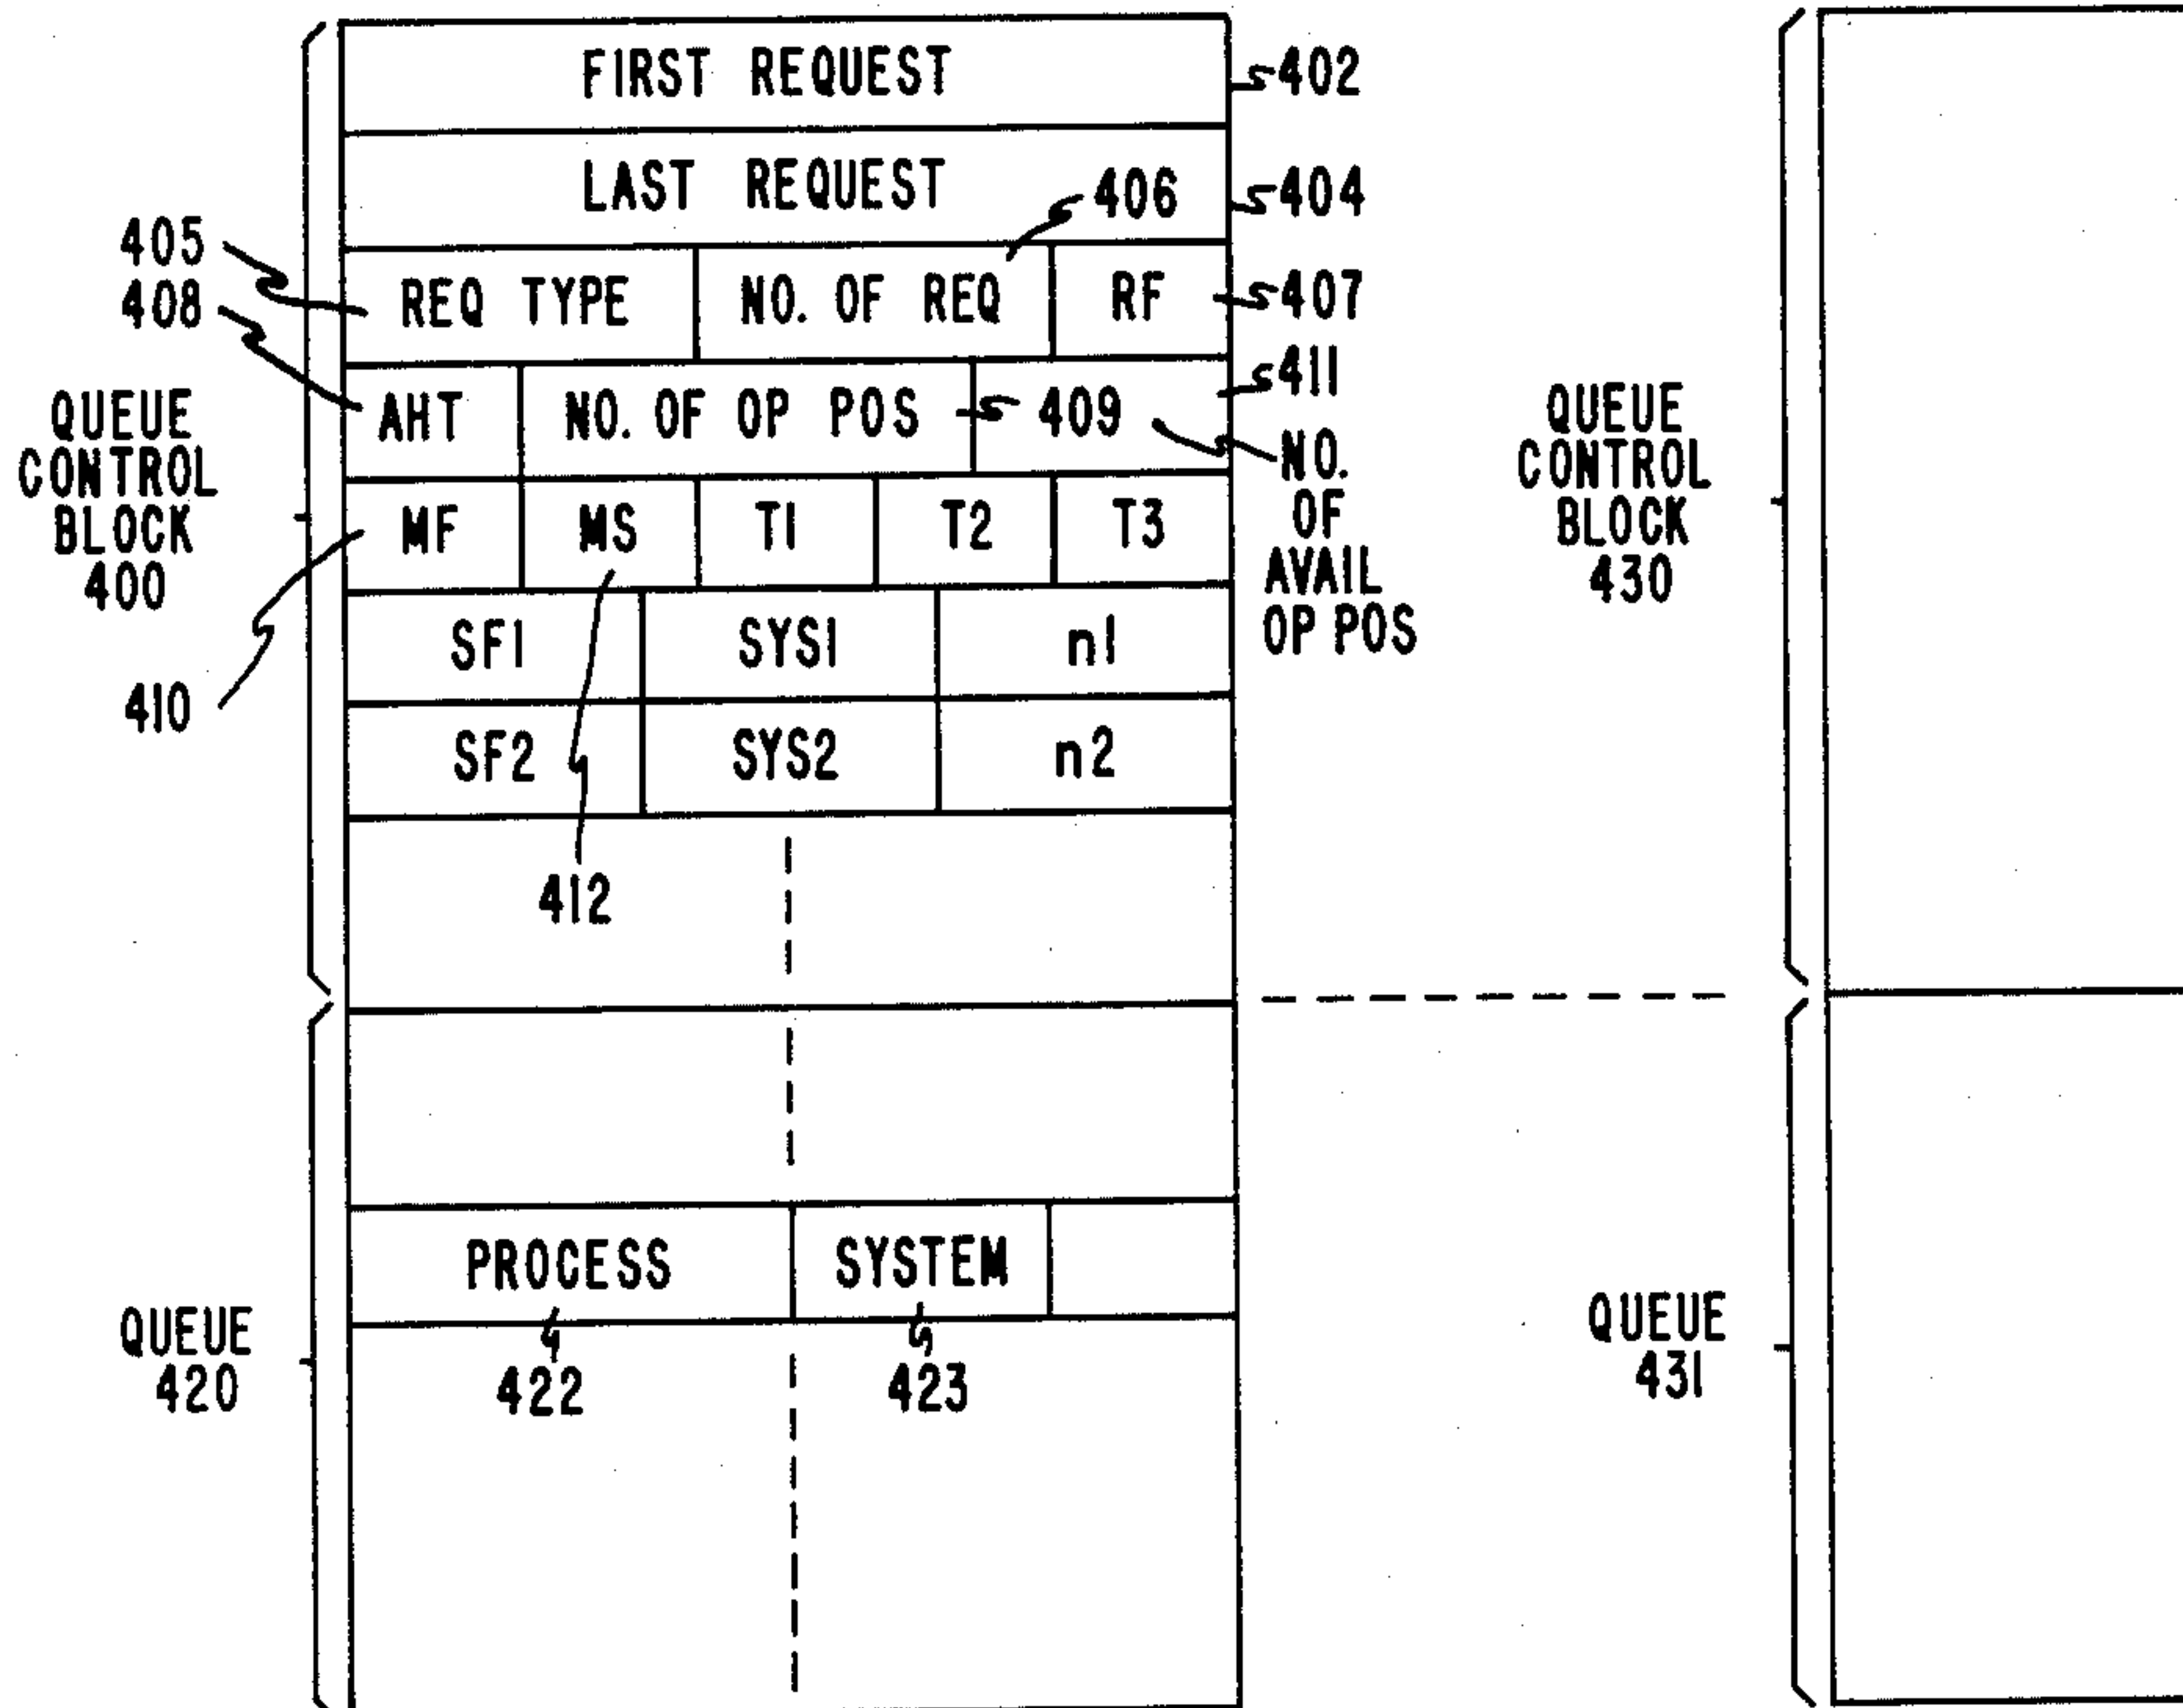 FIRST REQUEST
402
LAST REQUEST
406
404
405
REQ TYPE
NO. OF REQ
RF
407
408
411
AHT
NO. OF OP POS
409
NO.
OF
AVAIL
OP POS
QUEUE
CONTROL
BLOCK
400
MF
MS
T1
T2
T3
410
SF1
SYS1
n1
SF2
SYS2
n2
412
QUEUE
CONTROL
BLOCK
430
PROCESS
SYSTEM
422
423
QUEUE
420
QUEUE
431